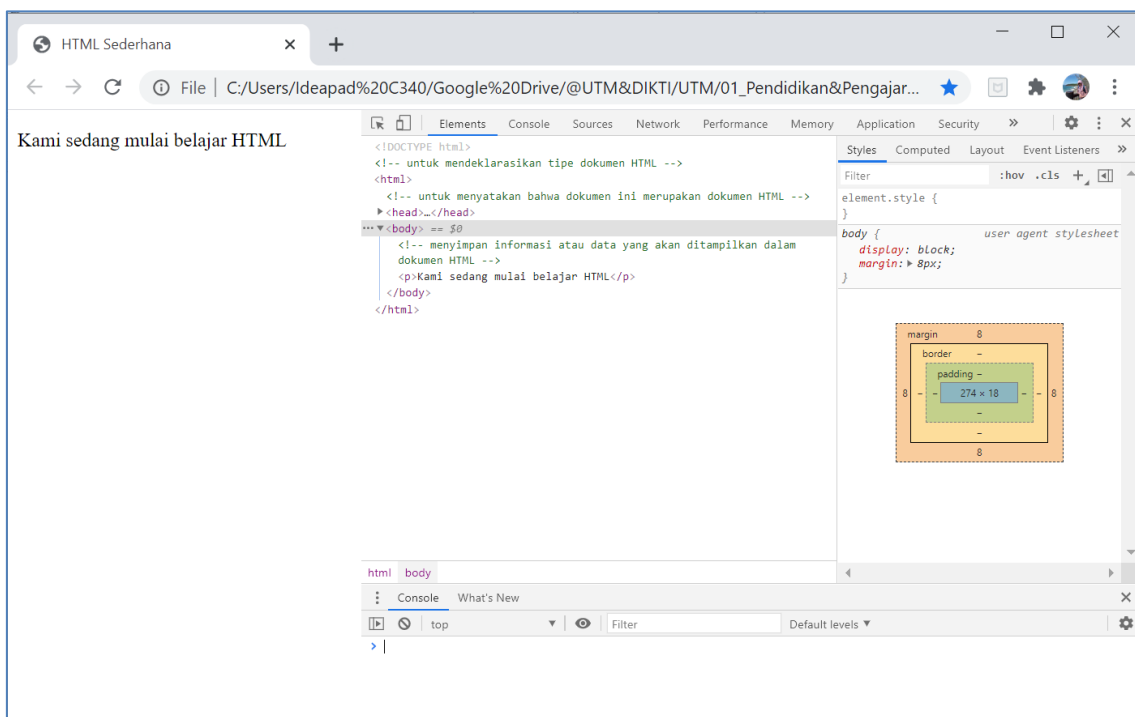 HTML Sederhana
File C:/Users/Ideapad%20C340/Google%20Drive/@UTM&DIKTI/UTM/01_Pendidikan&Pengajar...
Kami sedang mulai belajar HTML
Elements Console Sources Network Performance Memory Application Security »
<!DOCTYPE html>
<!-- untuk mendeklarasikan tipe dokumen HTML -->
<html>
<!-- untuk menyatakan bahwa dokumen ini merupakan dokumen HTML -->
▶<head>…</head>
••• ▼<body> == $0
<!-- menyimpan informasi atau data yang akan ditampilkan dalam
dokumen HTML -->
<p>Kami sedang mulai belajar HTML</p>
</body>
</html>
html body
Styles Computed Layout Event Listeners »
Filter :hov .cls +
element.style {
}
body { user agent stylesheet
display: block;
margin:▶ 8px;
}
margin 8
border –
padding –
8 – – 274 × 18 – – 8
–
–
8
Console What's New
top Filter Default levels ▼
>